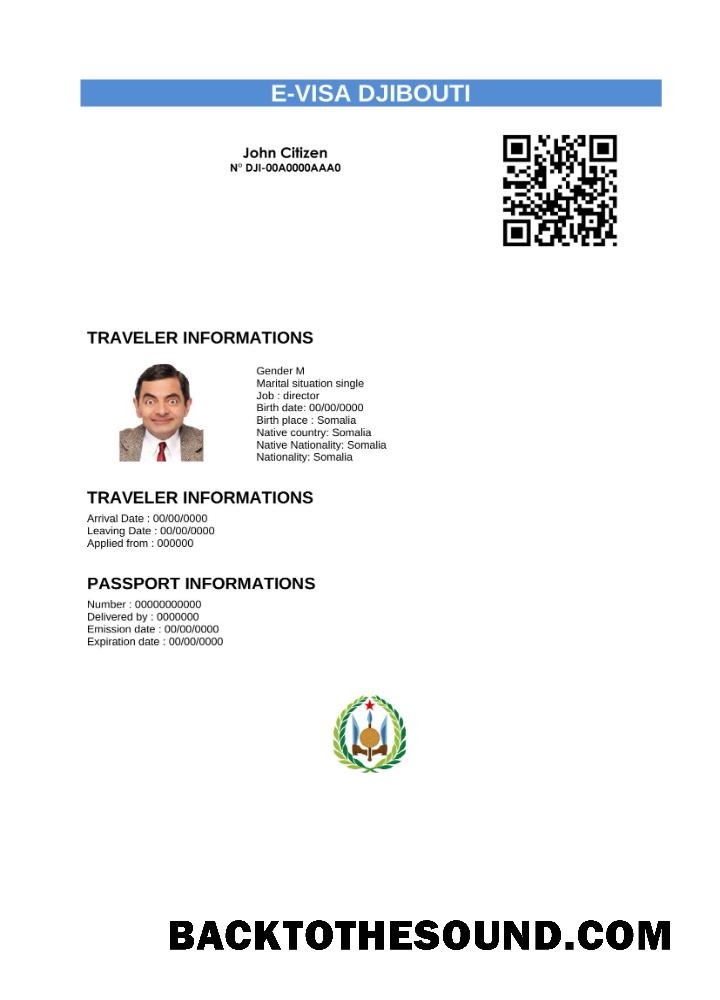 E-VISA DJIBOUTI
John Citizen
N° DJI-00A0000AAA0
TRAVELER INFORMATIONS
Gender M
Marital situation single
Job : director
Birth date: 00/00/0000
Birth place : Somalia
Native country: Somalia
Native Nationality: Somalia
Nationality: Somalia
TRAVELER INFORMATIONS
Arrival Date : 00/00/0000
Leaving Date : 00/00/0000
Applied from : 000000
PASSPORT INFORMATIONS
Number : 00000000000
Delivered by : 0000000
Emission date : 00/00/0000
Expiration date : 00/00/0000
BACKTOTHESOUND.COM